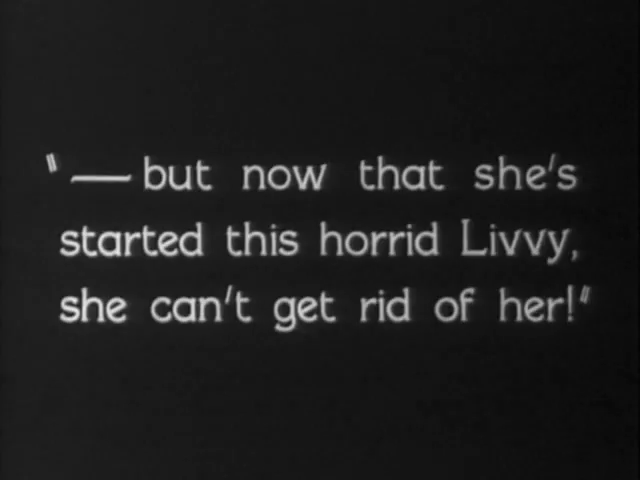 "— but now that she's
started this horrid Livvy,
she can't get rid of her!"